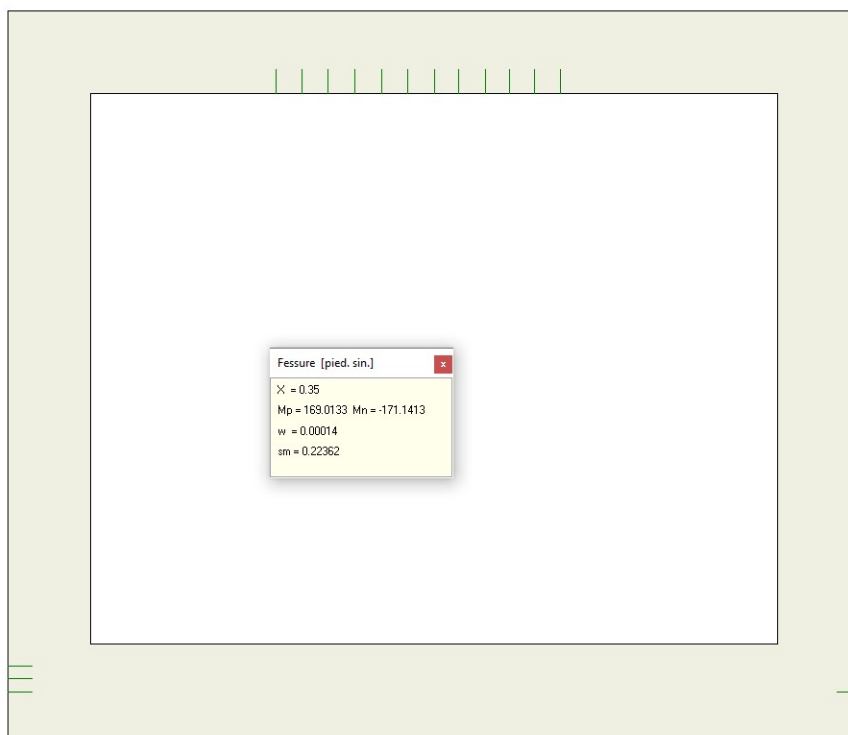 Fessure [pied. sin.]
X = 0.35
Mp = 169.0133 Mn = -171.1413
w = 0.00014
sm = 0.22362